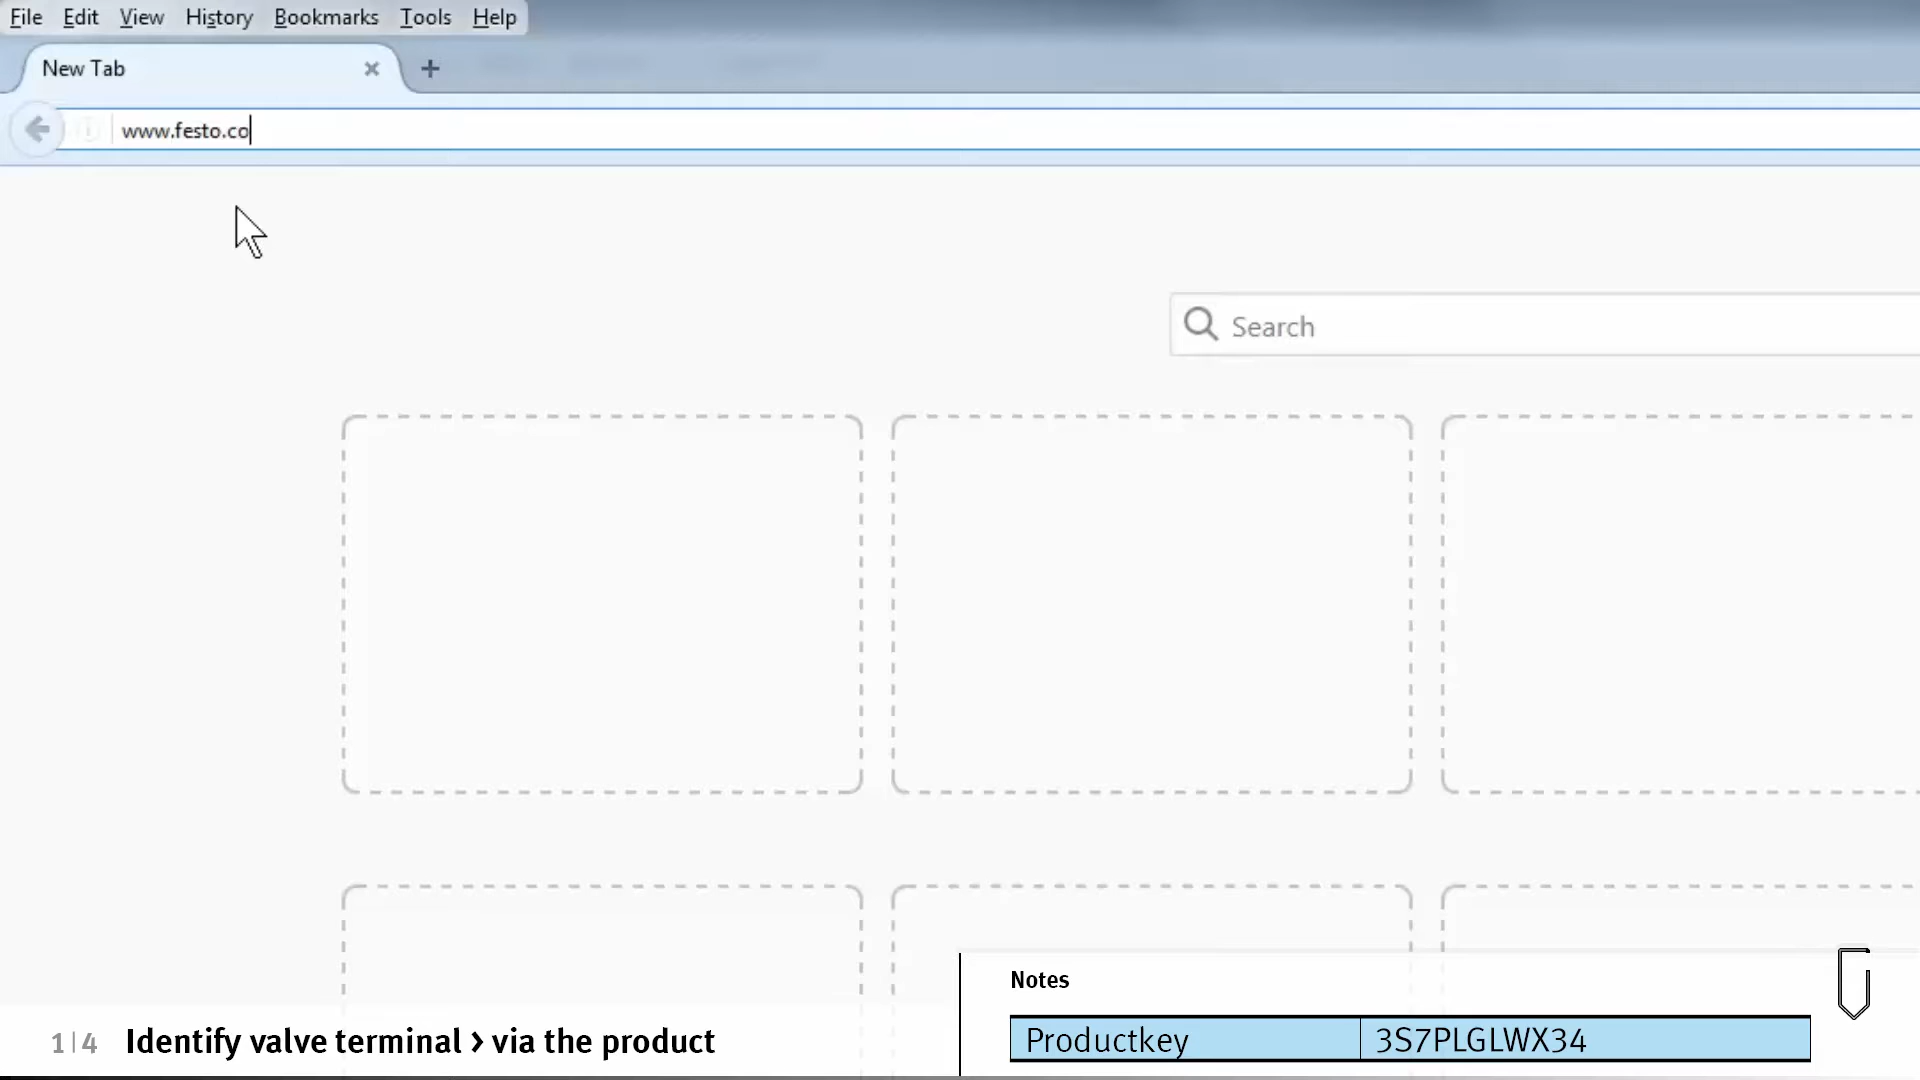 File Edit View History Bookmarks Tools Help
New Tab
www.festo.co
Search
Notes
Productkey 3S7PLGLWX34
1|4 Identify valve terminal > via the product